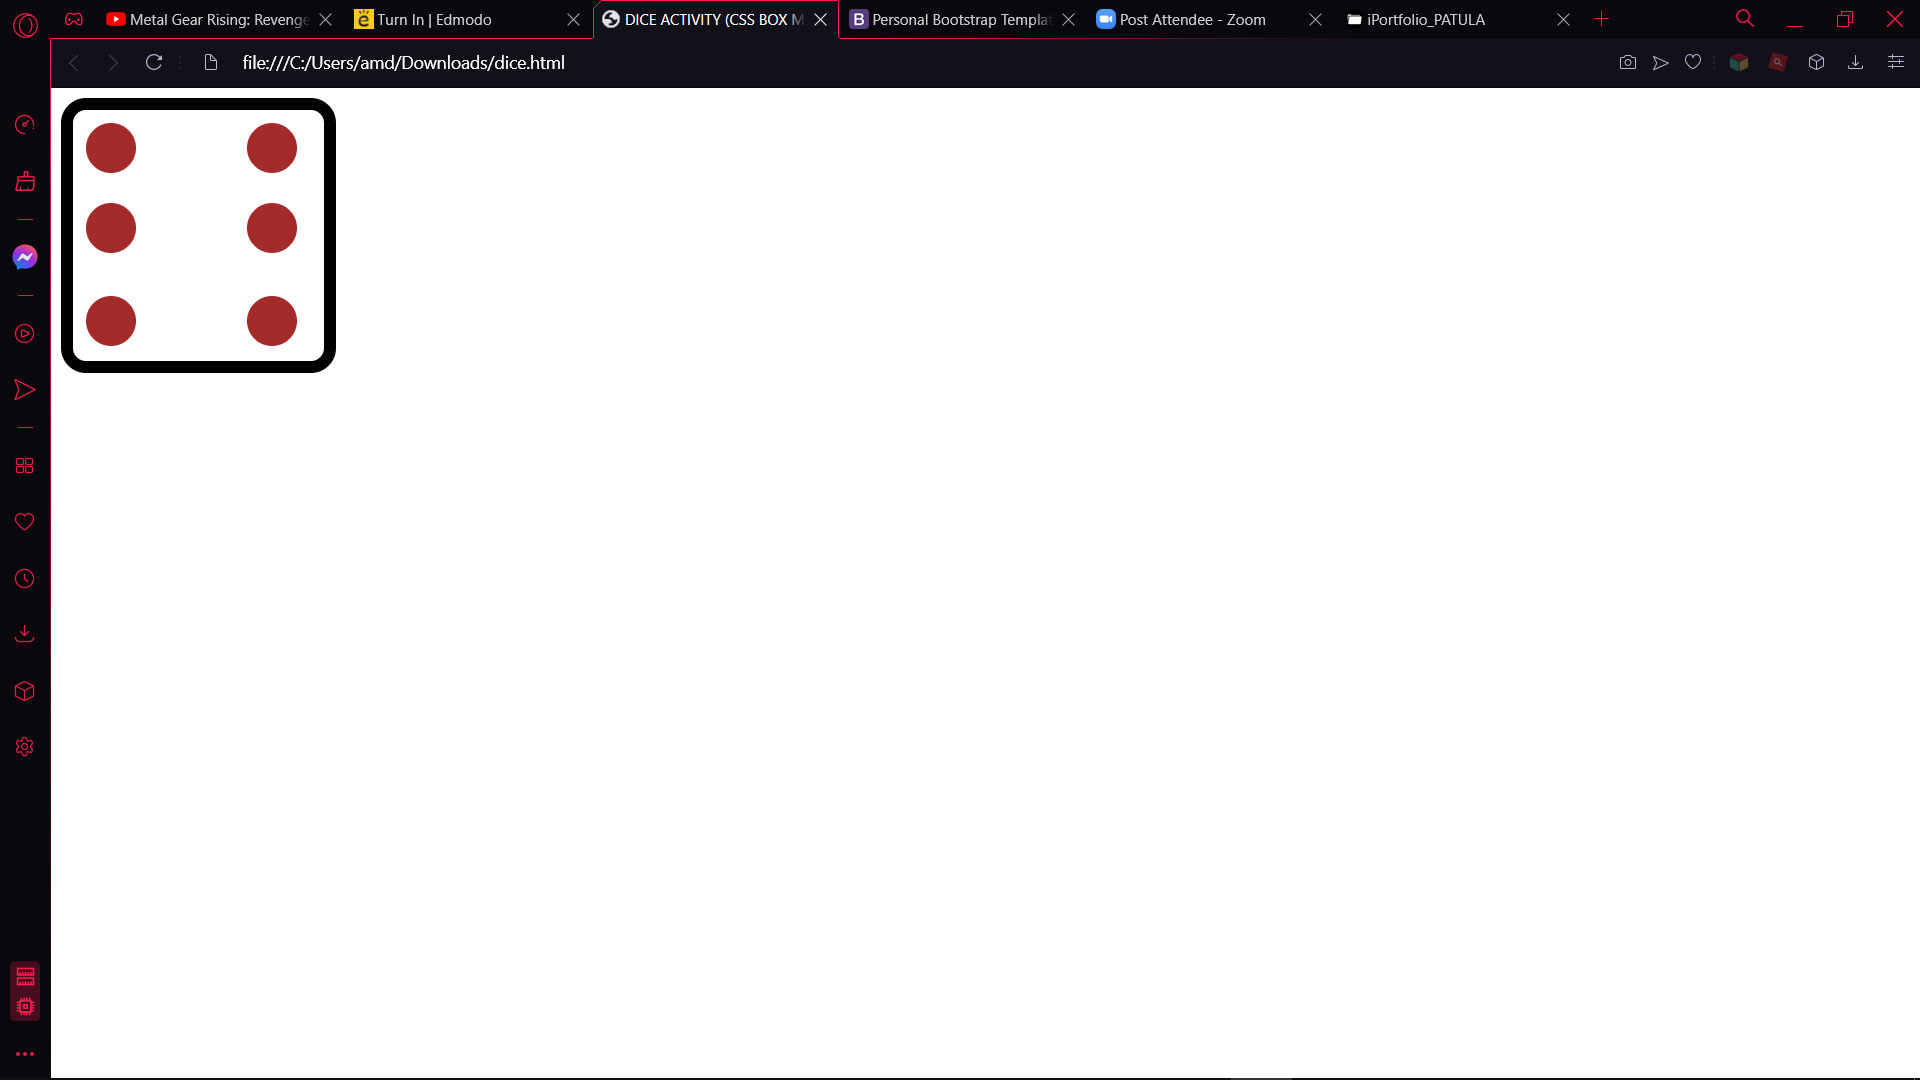 Metal Gear Rising: Revenge
Turn In | Edmodo
DICE ACTIVITY (CSS BOX M
Personal Bootstrap Templat
Post Attendee - Zoom
iPortfolio_PATULA
file:///C:/Users/amd/Downloads/dice.html